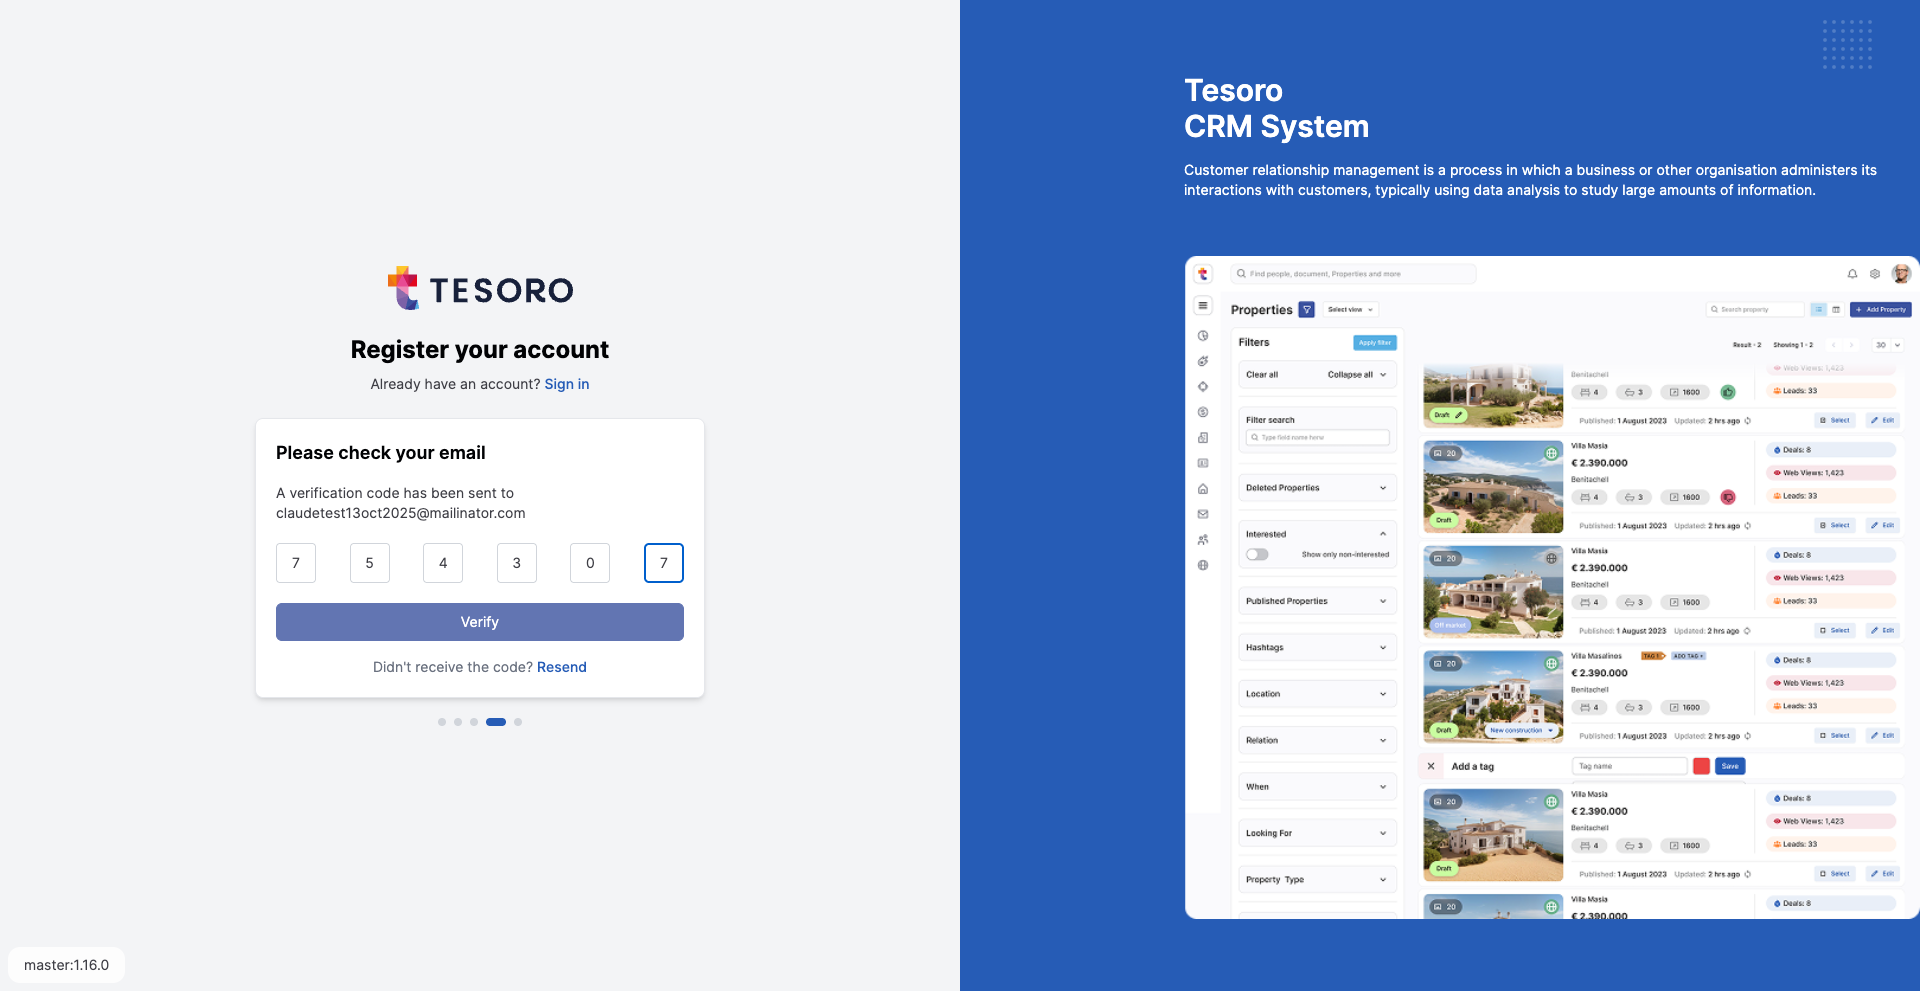 TESORO
Register your account
Already have an account? Sign in
Please check your email
A verification code has been sent to
claudetest13oct2025@mailinator.com
7 5 4 3 0 7
Verify
Didn't receive the code? Resend
master:1.16.0
Tesoro
CRM System
Customer relationship management is a process in which a business or other organisation administers its
interactions with customers, typically using data analysis to study large amounts of information.
Find people, document, Properties and more
Properties
Select view
Search property
+ Add Property
Filters
Apply filter
Result - 2
Showing 1 - 2
30
Clear all
Collapse all
Filter search
Type field name here
Deleted Properties
Interested
Show only non-interested
Published Properties
Hashtags
Location
Relation
When
Looking For
Property Type
Benitachell
Web Views: 1,423
4 3 1600
Leads: 33
Draft
Published: 1 August 2023 Updated: 2 hrs ago
Select
Edit
20
Villa Masia
Deals: 8
€ 2.390.000
Web Views: 1,423
Benitachell
4 3 1600
Leads: 33
Draft
Published: 1 August 2023 Updated: 2 hrs ago
Select
Edit
20
Villa Masia
Deals: 8
€ 2.390.000
Web Views: 1,423
Benitachell
4 3 1600
Leads: 33
Off market
Published: 1 August 2023 Updated: 2 hrs ago
Select
Edit
20
Villa Masalinos
TAG 1
ADD TAG +
Deals: 8
€ 2.390.000
Web Views: 1,423
Benitachell
4 3 1600
Leads: 33
Draft
New construction
Published: 1 August 2023 Updated: 2 hrs ago
Select
Edit
Add a tag
Tag name
Save
20
Villa Masia
Deals: 8
€ 2.390.000
Web Views: 1,423
Benitachell
4 3 1600
Leads: 33
Draft
Published: 1 August 2023 Updated: 2 hrs ago
Select
Edit
20
Villa Masia
Deals: 8
€ 2.390.000